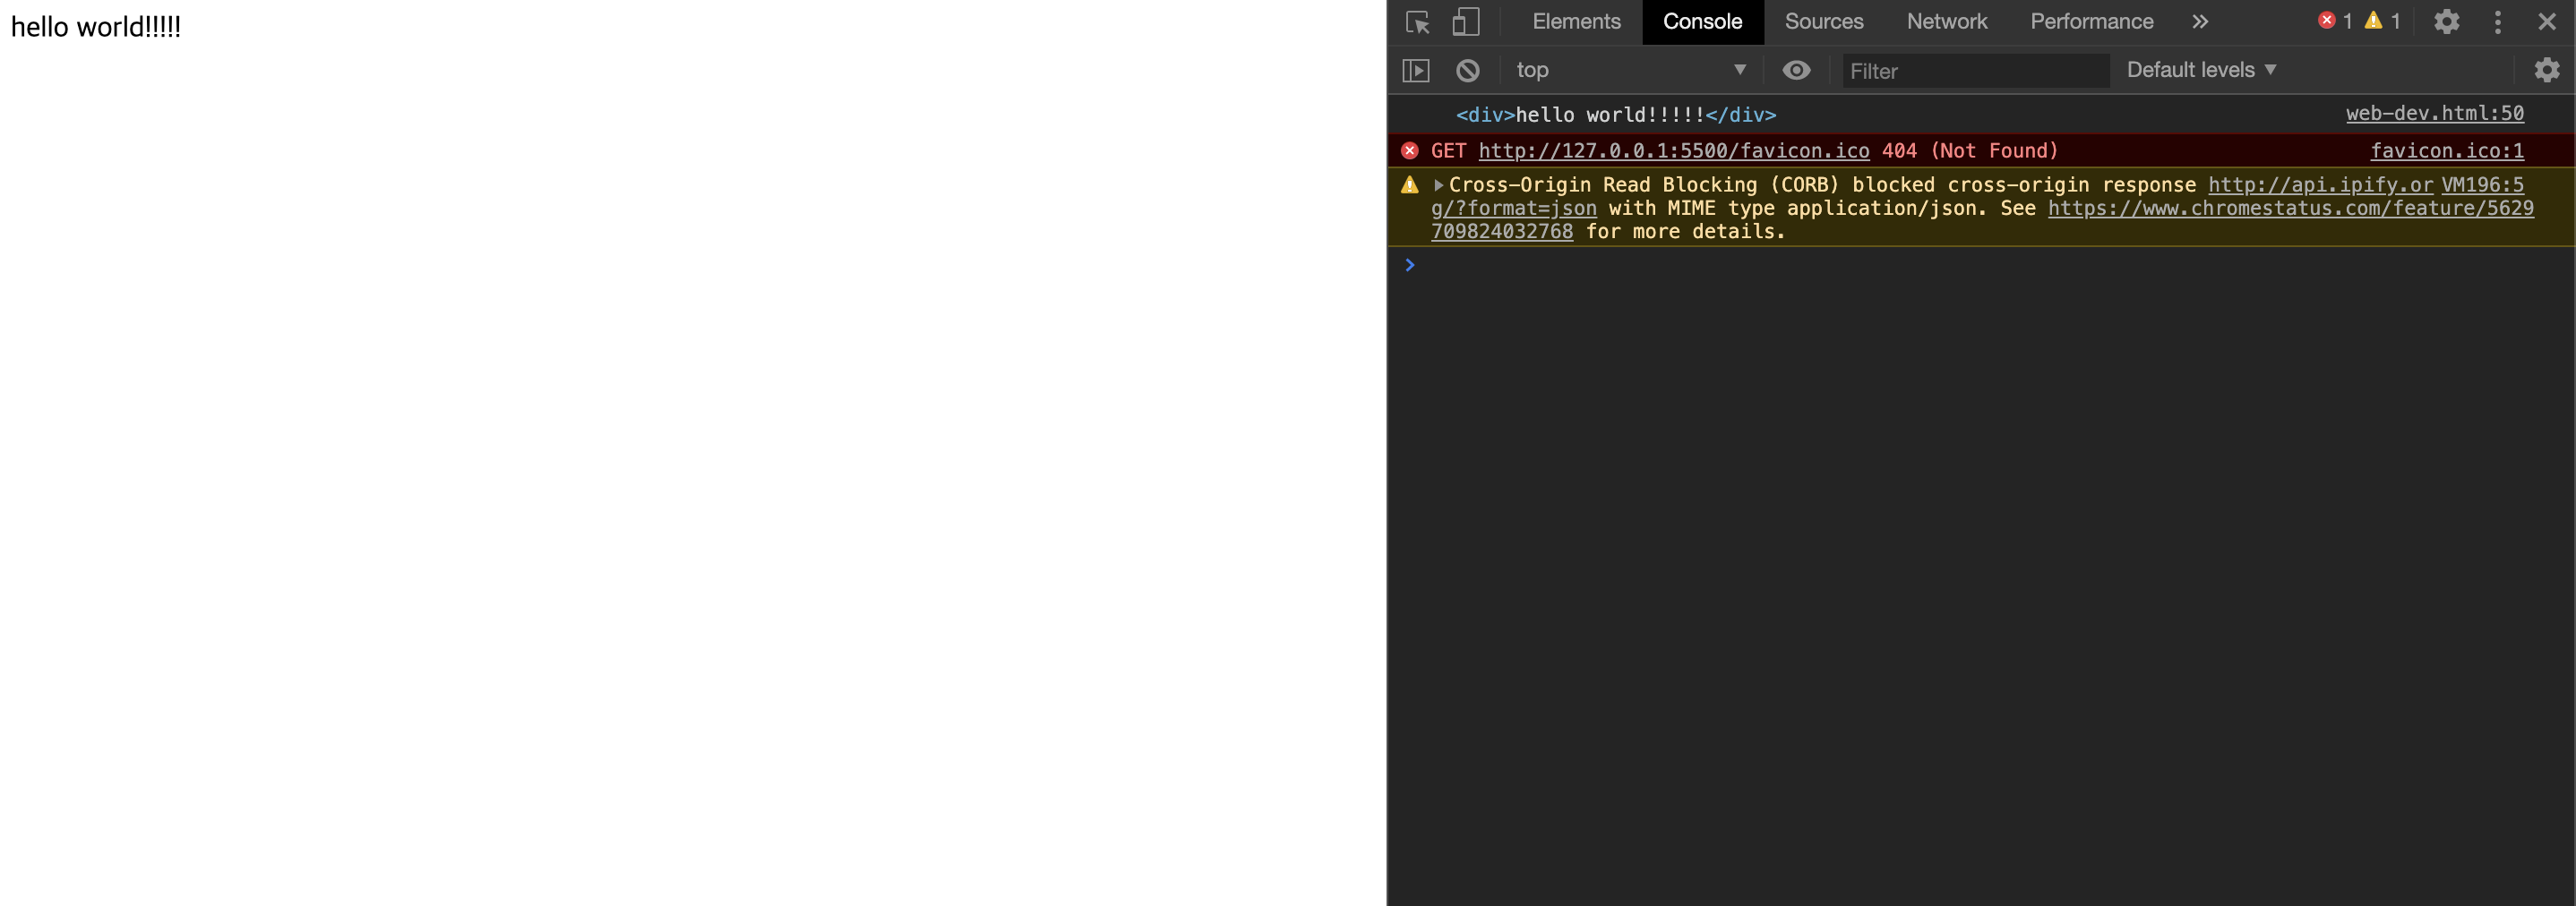 hello world!!!!!
Elements Console Sources Network Performance » 1 1
top Filter Default levels
<div>hello world!!!!!</div> web-dev.html:50
GET http://127.0.0.1:5500/favicon.ico 404 (Not Found) favicon.ico:1
Cross-Origin Read Blocking (CORB) blocked cross-origin response http://api.ipify.or VM196:5
g/?format=json with MIME type application/json. See https://www.chromestatus.com/feature/5629
709824032768 for more details.